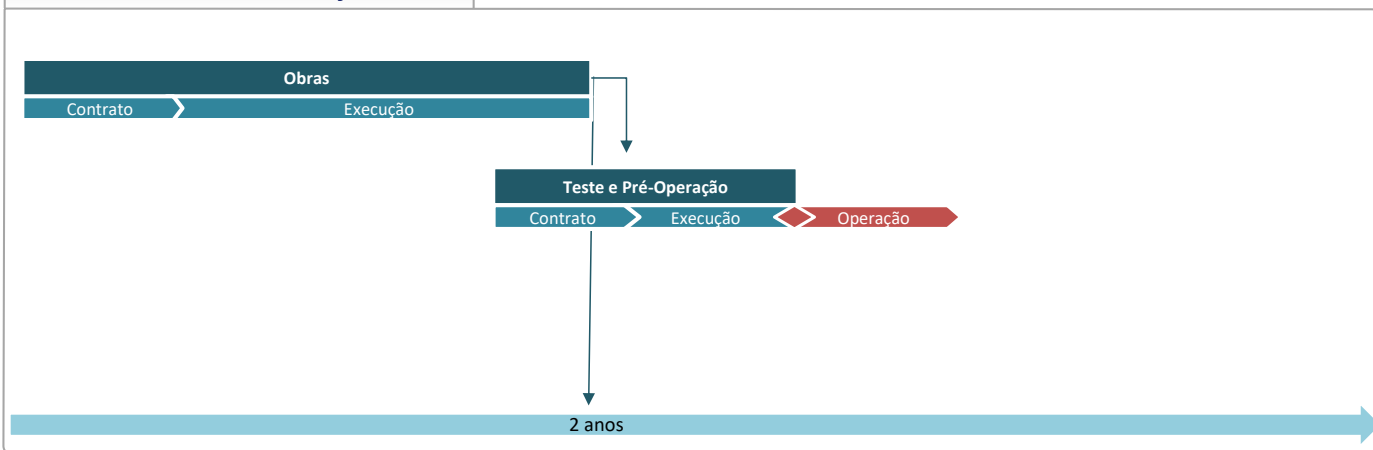 Obras
Contrato Execução
Teste e Pré-Operação
Contrato Execução Operação
2 anos